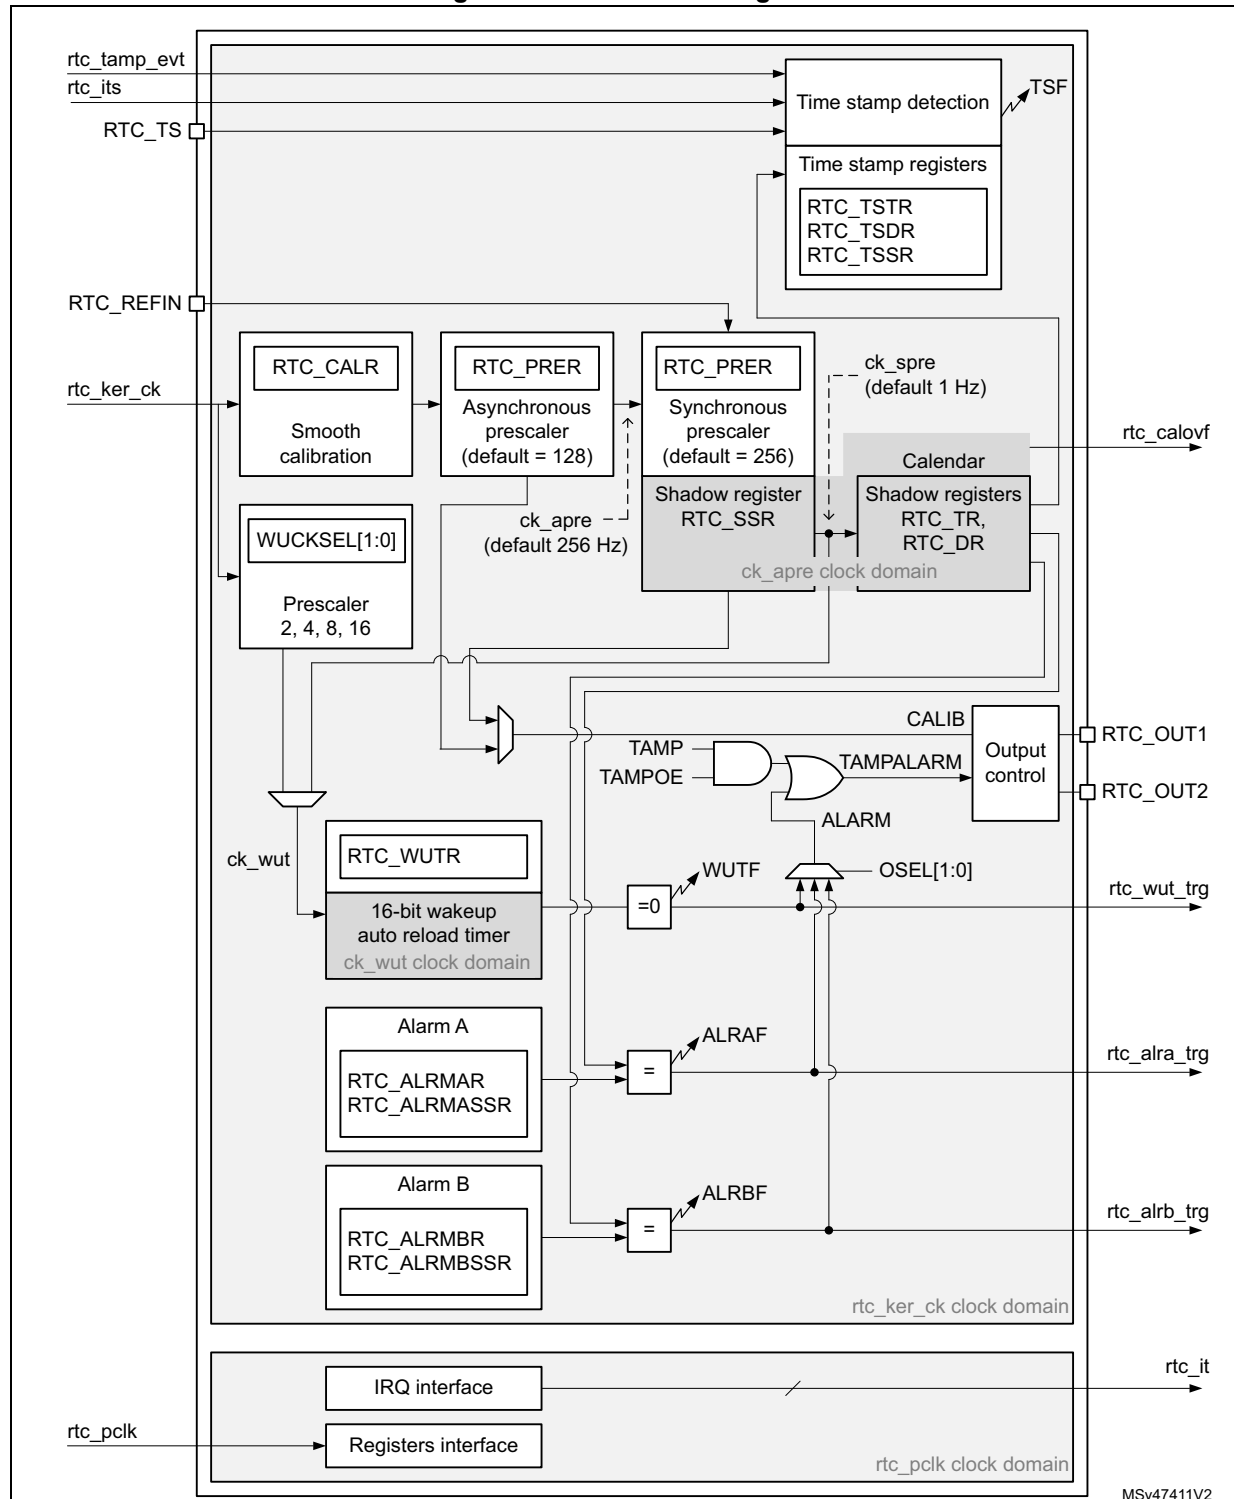 rtc_tamp_evt
rtc_its
RTC_TS
Time stamp detection
TSF
Time stamp registers
RTC_TSTR
RTC_TSDR
RTC_TSSR
RTC_REFIN
rtc_ker_ck
RTC_CALR
Smooth
calibration
RTC_PRER
Asynchronous
prescaler
(default = 128)
RTC_PRER
Synchronous
prescaler
(default = 256)
ck_spre
(default 1 Hz)
rtc_calovf
Calendar
Shadow register
RTC_SSR
Shadow registers
RTC_TR,
RTC_DR
ck_apre
(default 256 Hz)
ck_apre clock domain
WUCKSEL[1:0]
Prescaler
2, 4, 8, 16
CALIB
TAMP
TAMPOE
TAMPALARM
Output
control
RTC_OUT1
RTC_OUT2
ALARM
OSEL[1:0]
ck_wut
RTC_WUTR
16-bit wakeup
auto reload timer
ck_wut clock domain
=0
WUTF
rtc_wut_trg
Alarm A
RTC_ALRMAR
RTC_ALRMASSR
=
ALRAF
rtc_alra_trg
Alarm B
RTC_ALRMBR
RTC_ALRMBSSR
=
ALRBF
rtc_alrb_trg
rtc_ker_ck clock domain
IRQ interface
rtc_it
rtc_pclk
Registers interface
rtc_pclk clock domain
MSv47411V2